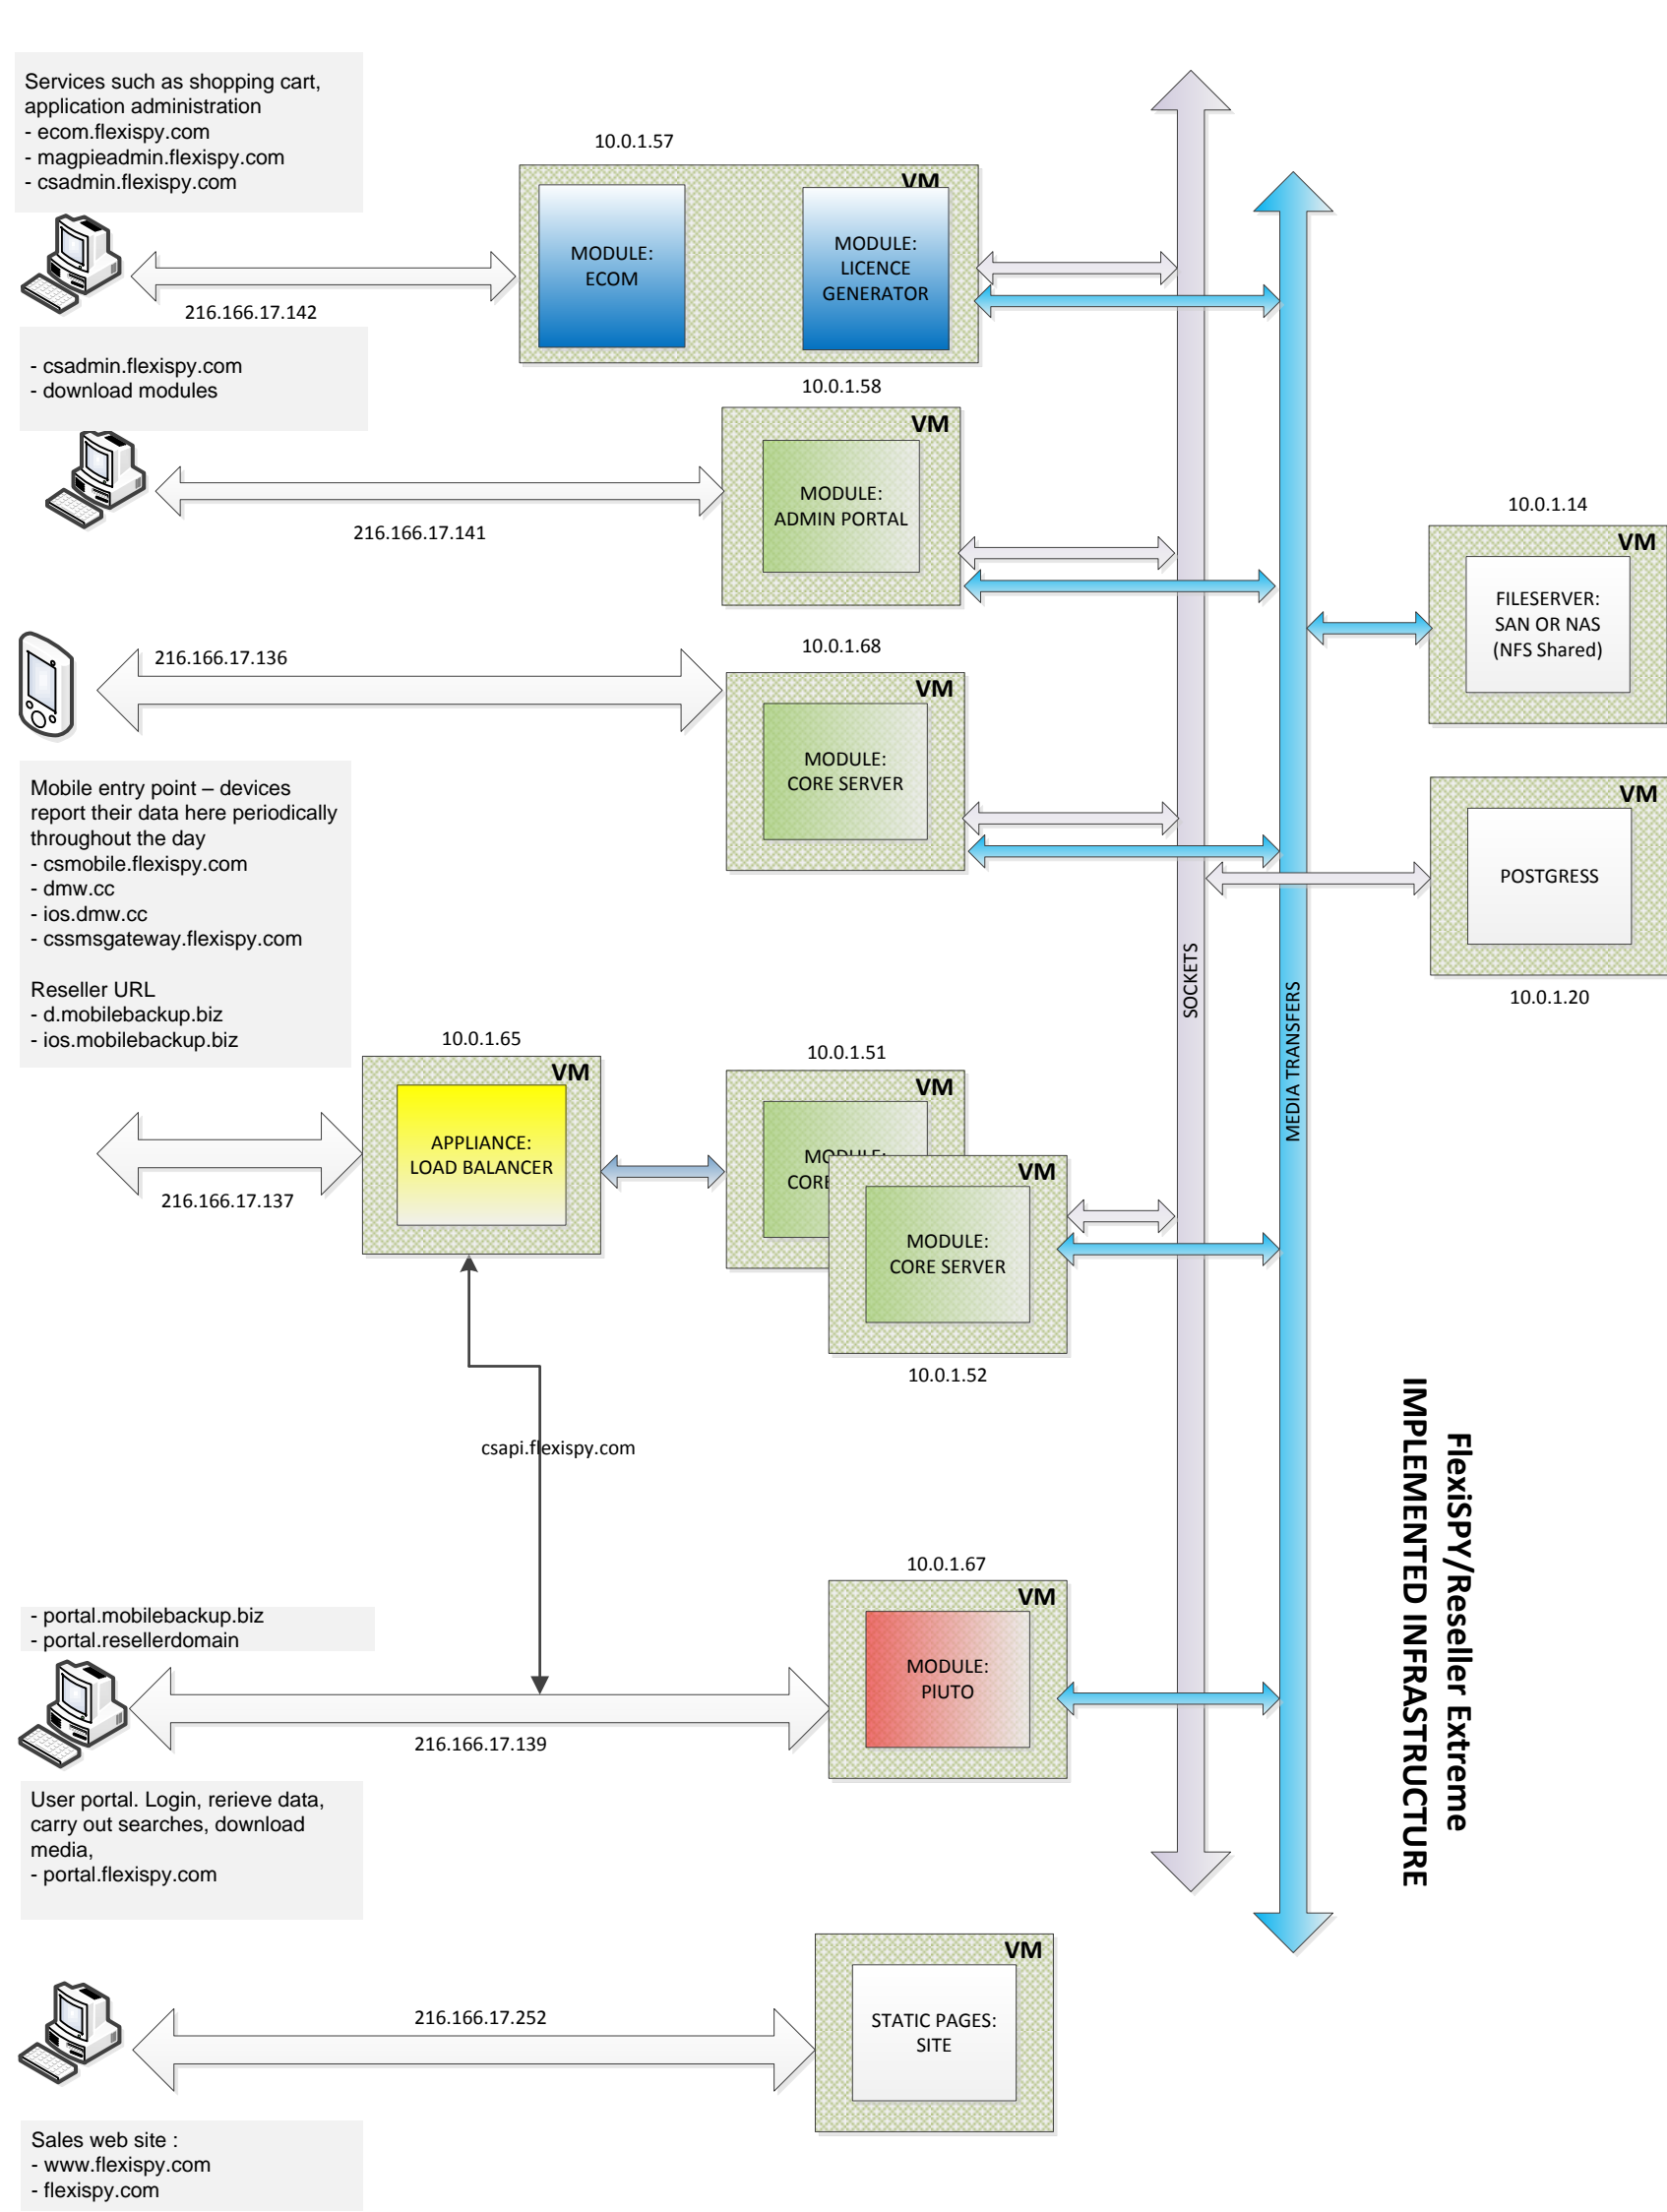 Services such as shopping cart,
application administration
- ecom.flexispy.com
- magpieadmin.flexispy.com
- csadmin.flexispy.com
10.0.1.57
VM
MODULE:
ECOM
MODULE:
LICENCE
GENERATOR
216.166.17.142
- csadmin.flexispy.com
- download modules
10.0.1.58
VM
MODULE:
ADMIN PORTAL
216.166.17.141
10.0.1.14
VM
FILESERVER:
SAN OR NAS
(NFS Shared)
216.166.17.136
10.0.1.68
VM
MODULE:
CORE SERVER
Mobile entry point – devices
report their data here periodically
throughout the day
- csmobile.flexispy.com
- dmw.cc
- ios.dmw.cc
- cssmsgateway.flexispy.com
Reseller URL
- d.mobilebackup.biz
- ios.mobilebackup.biz
VM
POSTGRESS
10.0.1.20
SOCKETS
MEDIA TRANSFERS
10.0.1.65
VM
APPLIANCE:
LOAD BALANCER
216.166.17.137
10.0.1.51
VM
MODULE:
CORE
VM
MODULE:
CORE SERVER
10.0.1.52
csapi.flexispy.com
FlexiSPY/Reseller Extreme
IMPLEMENTED INFRASTRUCTURE
10.0.1.67
VM
MODULE:
PlUTO
- portal.mobilebackup.biz
- portal.resellerdomain
216.166.17.139
User portal. Login, rerieve data,
carry out searches, download
media,
- portal.flexispy.com
VM
STATIC PAGES:
SITE
216.166.17.252
Sales web site :
- www.flexispy.com
- flexispy.com